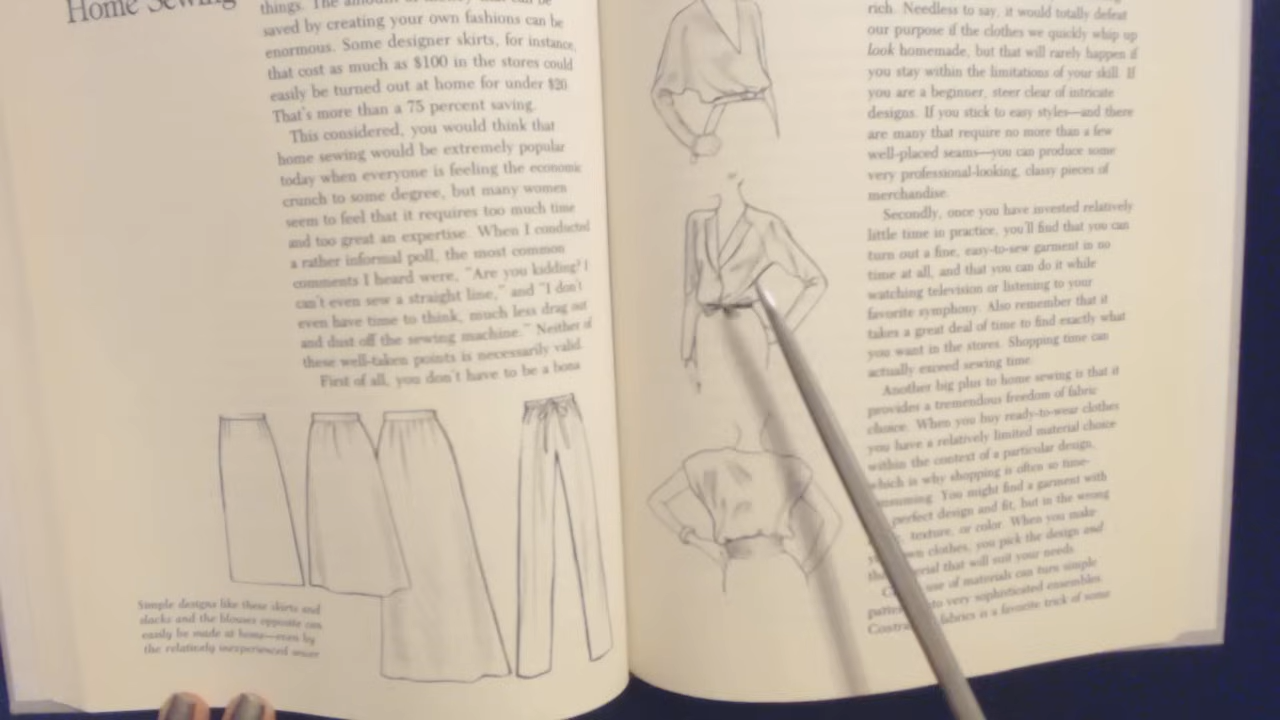 Home Sewing
things. The amount of money that can be
saved by creating your own fashions can be
enormous. Some designer skirts, for instance,
that cost as much as $100 in the stores could
easily be turned out at home for under $20.
That's more than a 75 percent saving.
This considered, you would think that
home sewing would be extremely popular
today when everyone is feeling the economic
crunch to some degree, but many women
seem to feel that it requires too much time
and too great an expertise. When I conducted
a rather informal poll, the most common
comments I heard were, "Are you kidding? I
can't even sew a straight line," and "I don't
even have time to think, much less drag out
and dust off the sewing machine." Neither of
these well-taken points is necessarily valid.
First of all, you don't have to be a bona
Simple designs like these skirts and
slacks and the blouses opposite can
easily be made at home—even by
the relatively inexperienced sewer
rich. Needless to say, it would totally defeat
our purpose if the clothes we quickly whip up
look homemade, but that will rarely happen if
you stay within the limitations of your skill. If
you are a beginner, steer clear of intricate
designs. If you stick to easy styles—and there
are many that require no more than a few
well-placed seams—you can produce some
very professional-looking, classy pieces of
merchandise.
Secondly, once you have invested relatively
little time in practice, you'll find that you can
turn out a fine, easy-to-sew garment in no
time at all, and that you can do it while
watching television or listening to your
favorite symphony. Also remember that it
takes a great deal of time to find exactly what
you want in the stores. Shopping time can
actually exceed sewing time.
Another big plus to home sewing is that it
provides a tremendous freedom of fabric
choice. When you buy ready-to-wear clothes
you have a relatively limited material choice
within the context of a particular design,
which is why shopping is often so time-
consuming. You might find a garment with
perfect design and fit, but in the wrong
texture, or color. When you make
own clothes, you pick the design and
that will suit your needs.
use of materials can turn simple
into very sophisticated ensembles.
fabrics is a favorite trick of some